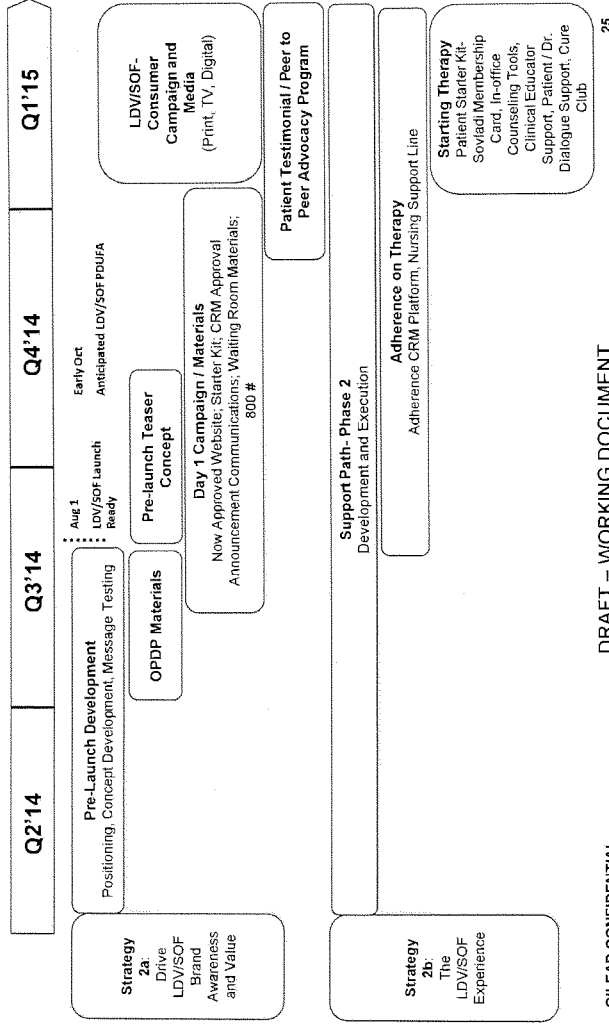 Q2'14
Q3'14
Q4'14
Q1'15
Strategy
2a:
Drive
LDV/SOF
Brand
Awareness
and Value
Pre-Launch Development
Positioning, Concept Development, Message Testing
Aug 1
LDV/SOF Launch
Ready
Early Oct
Anticipated LDV/SOF PDUFA
OPDP Materials
Pre-launch Teaser
Concept
Day 1 Campaign / Materials
Now Approved Website; Starter Kit; CRM Approval
Announcement Communications; Waiting Room Materials;
800 #
LDV/SOF-
Consumer
Campaign and
Media
(Print, TV, Digital)
Patient Testimonial / Peer to
Peer Advocacy Program
Strategy
2b:
The
LDV/SOF
Experience
Support Path- Phase 2
Development and Execution
Adherence on Therapy
Adherence CRM Platform, Nursing Support Line
Starting Therapy
Patient Starter Kit-
Sovladi Membership
Card, In-office
Counseling Tools,
Clinical Educator
Support, Patient / Dr.
Dialogue Support, Cure
Club
GILEAD CONFIDENTIAL
DRAFT – WORKING DOCUMENT
25